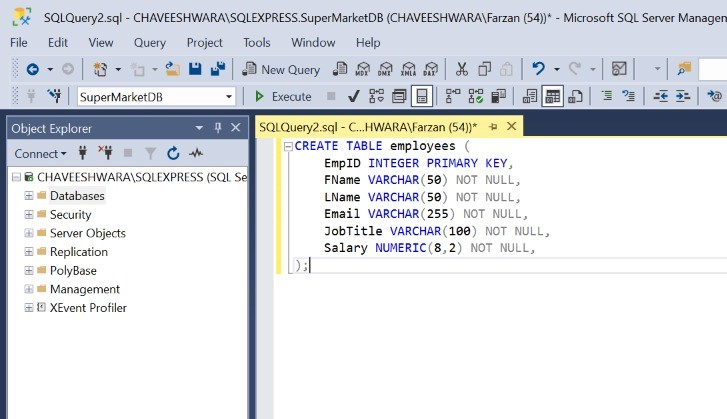 SQLQuery2.sql - CHAVEESHWARA\SQLEXPRESS.SuperMarketDB (CHAVEESHWARA\Farzan (54))* - Microsoft SQL Server Manager
File Edit View Query Project Tools Window Help
New Query MDX DMX XMLA DAX
SuperMarketDB Execute
Object Explorer
SQLQuery2.sql - C...HWARA\Farzan (54))*
Connect
CHAVEESHWARA\SQLEXPRESS (SQL Se
Databases
Security
Server Objects
Replication
PolyBase
Management
XEvent Profiler
CREATE TABLE employees (
EmpID INTEGER PRIMARY KEY,
FName VARCHAR(50) NOT NULL,
LName VARCHAR(50) NOT NULL,
Email VARCHAR(255) NOT NULL,
JobTitle VARCHAR(100) NOT NULL,
Salary NUMERIC(8,2) NOT NULL,
);